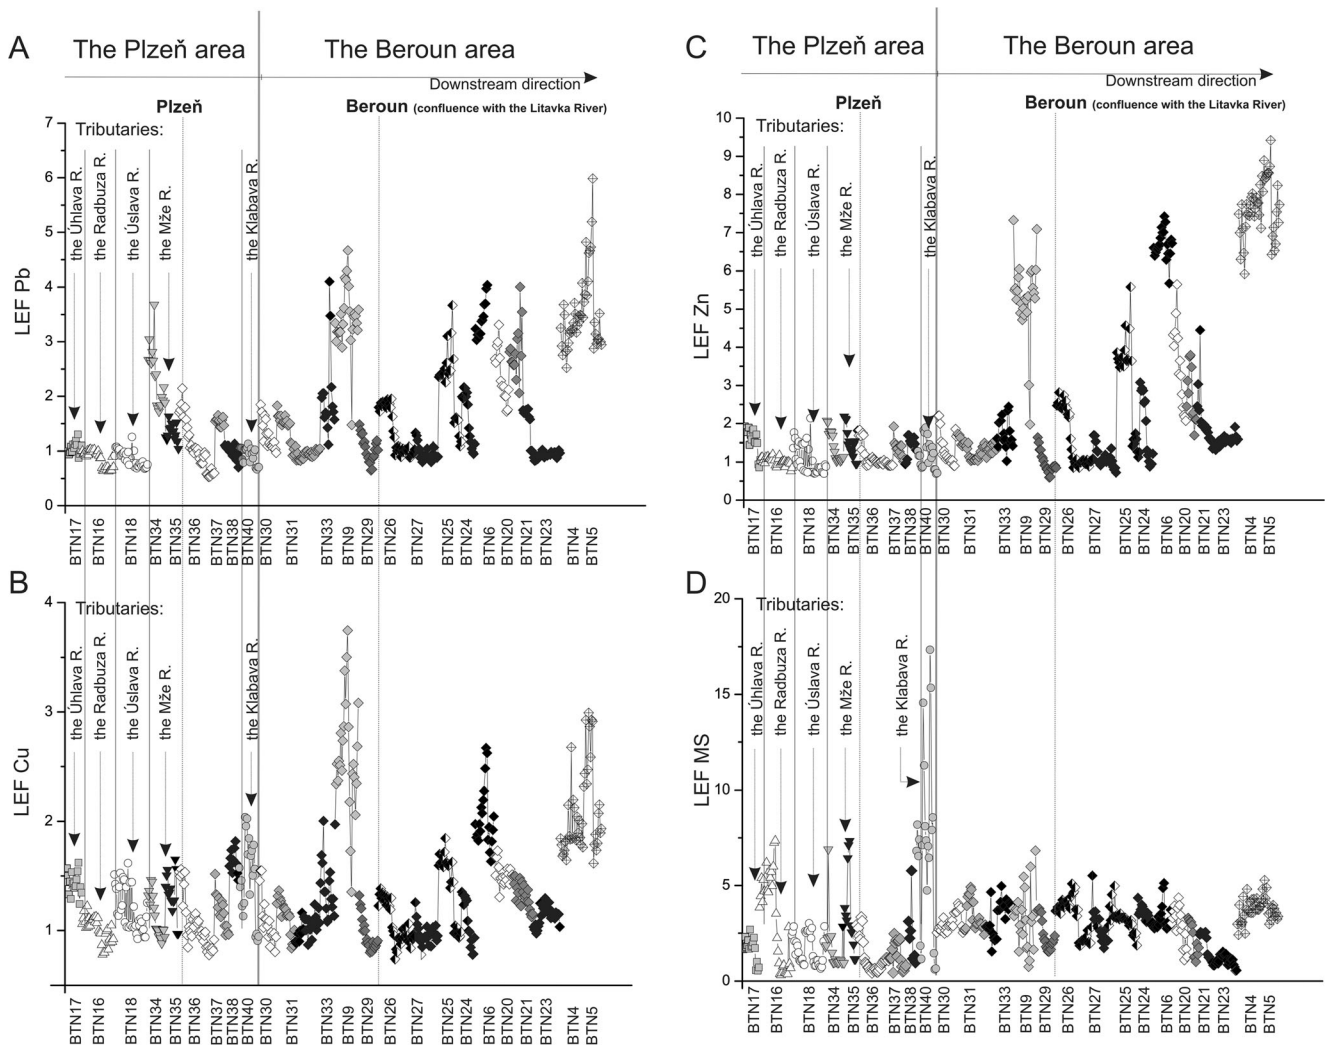 A
The Plzeň area
The Beroun area
Downstream direction
Plzeň
Beroun (confluence with the Litavka River)
Tributaries:
the Úhlava R.
the Radbuza R.
the Úslava R.
the Mže R.
the Klabava R.
LEF Pb
7
6
5
4
3
2
1
0
BTN17
BTN16
BTN18
BTN34
BTN35
BTN36
BTN37
BTN38
BTN40
BTN30
BTN31
BTN33
BTN9
BTN29
BTN26
BTN27
BTN25
BTN24
BTN6
BTN20
BTN21
BTN23
BTN4
BTN5
B
Tributaries:
the Úhlava R.
the Radbuza R.
the Úslava R.
the Mže R.
the Klabava R.
LEF Cu
4
3
2
1
BTN17
BTN16
BTN18
BTN34
BTN35
BTN36
BTN37
BTN38
BTN40
BTN30
BTN31
BTN33
BTN9
BTN29
BTN26
BTN27
BTN25
BTN24
BTN6
BTN20
BTN21
BTN23
BTN4
BTN5
C
The Plzeň area
The Beroun area
Downstream direction
Plzeň
Beroun (confluence with the Litavka River)
Tributaries:
the Úhlava R.
the Radbuza R.
the Úslava R.
the Mže R.
the Klabava R.
LEF Zn
10
9
8
7
6
5
4
3
2
1
0
BTN17
BTN16
BTN18
BTN34
BTN35
BTN36
BTN37
BTN38
BTN40
BTN30
BTN31
BTN33
BTN9
BTN29
BTN26
BTN27
BTN25
BTN24
BTN6
BTN20
BTN21
BTN23
BTN4
BTN5
D
Tributaries:
the Úhlava R.
the Radbuza R.
the Úslava R.
the Mže R.
the Klabava R.
LEF MS
20
15
10
5
0
BTN17
BTN16
BTN18
BTN34
BTN35
BTN36
BTN37
BTN38
BTN40
BTN30
BTN31
BTN33
BTN9
BTN29
BTN26
BTN27
BTN25
BTN24
BTN6
BTN20
BTN21
BTN23
BTN4
BTN5